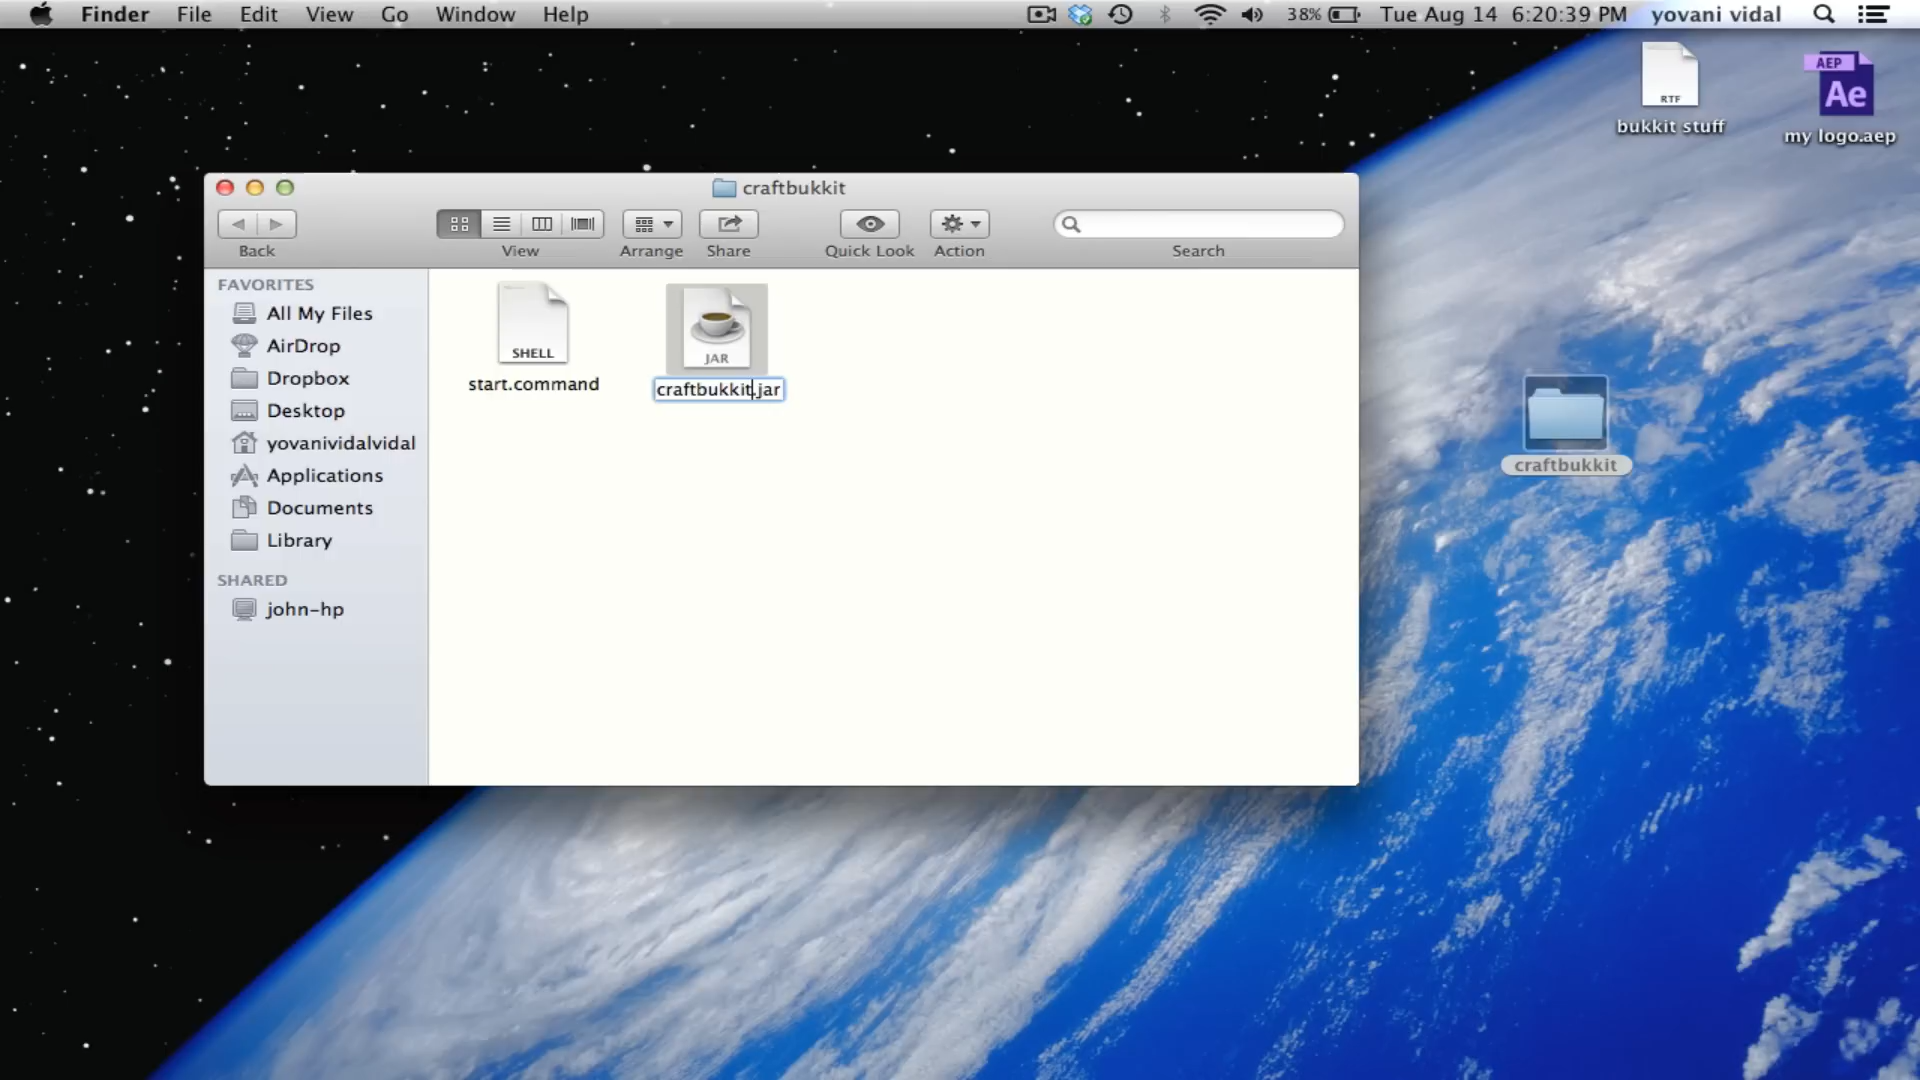 Finder File Edit View Go Window Help 38% Tue Aug 14 6:20:39 PM yovani vidal
RTF
bukkit stuff
AEP
Ae
my logo.aep
craftbukkit
Back
View
Arrange
Share
Quick Look
Action
Search
FAVORITES
All My Files
AirDrop
Dropbox
Desktop
yovanividalvidal
Applications
Documents
Library
SHARED
john-hp
SHELL
start.command
JAR
craftbukkit.jar
craftbukkit